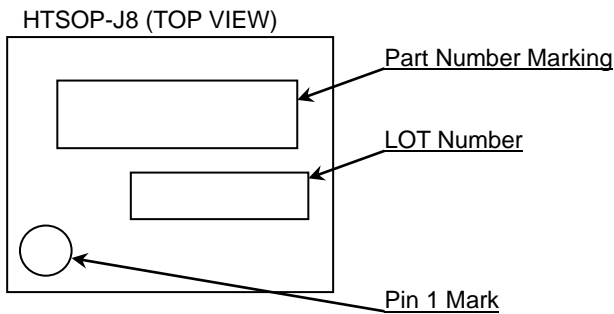 HTSOP-J8 (TOP VIEW)
Part Number Marking
LOT Number
Pin 1 Mark